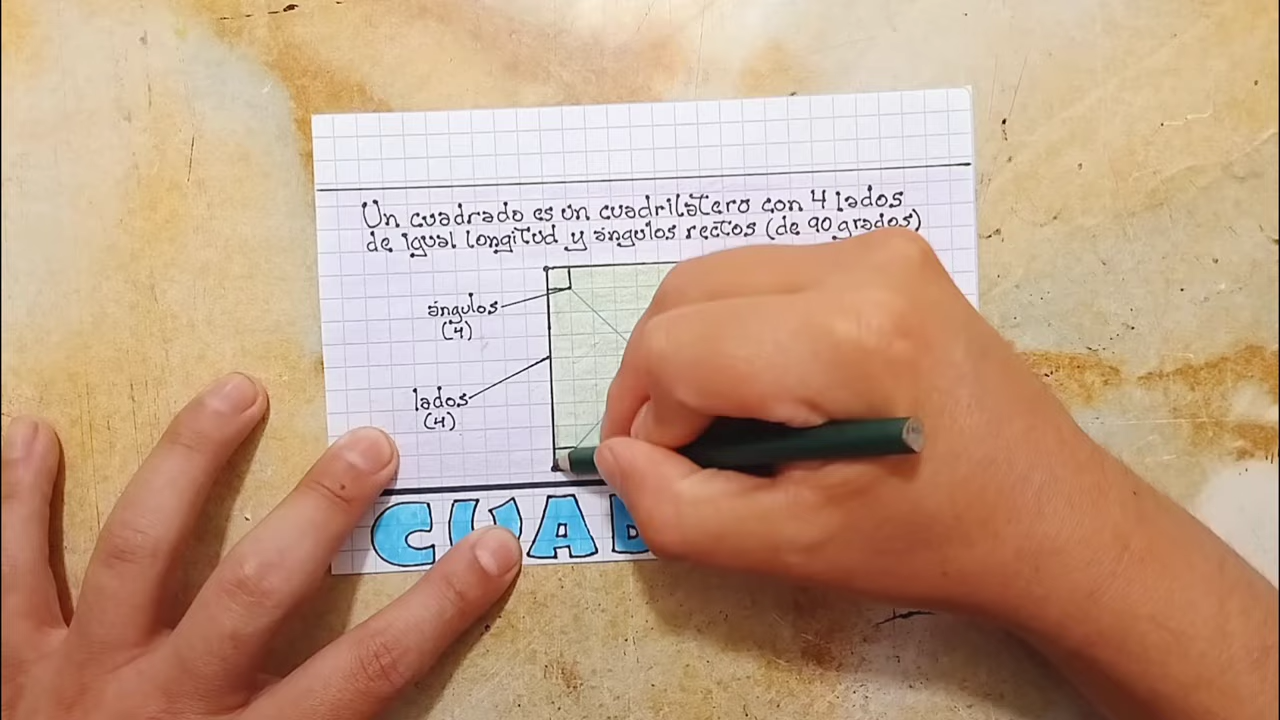 Un cuadrado es un cuadrilátero con 4 lados
de igual longitud y ángulos rectos (de 90 grados)
ángulos
(4)
lados
(4)
CUAD